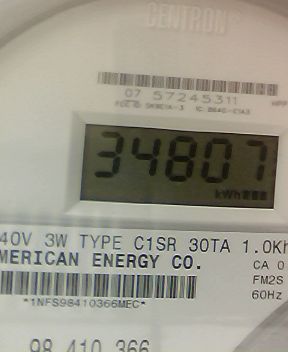 CENTRON
07 57245311
34807
kWh
40V 3W TYPE C1SR 30TA 1.0Kh
MERICAN ENERGY CO.
CA 0
FM2S
60Hz
*1NFS98410366MEC*
98 410 366